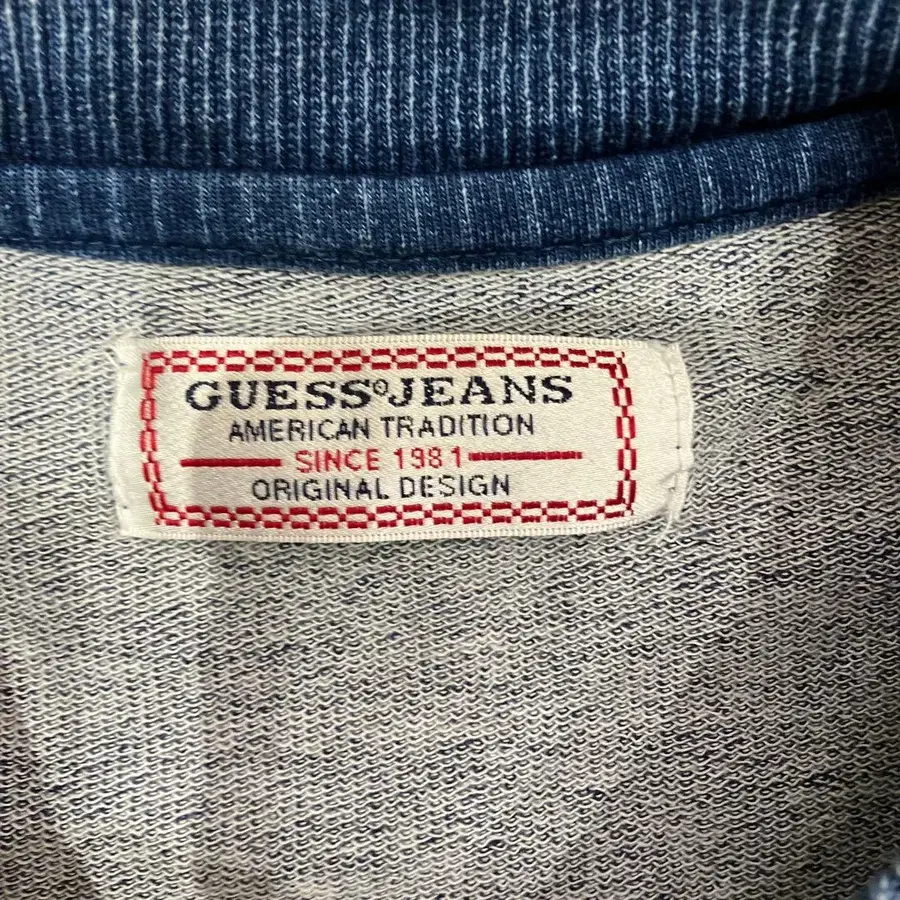 GUESS® JEANS
AMERICAN TRADITION
SINCE 1981
ORIGINAL DESIGN